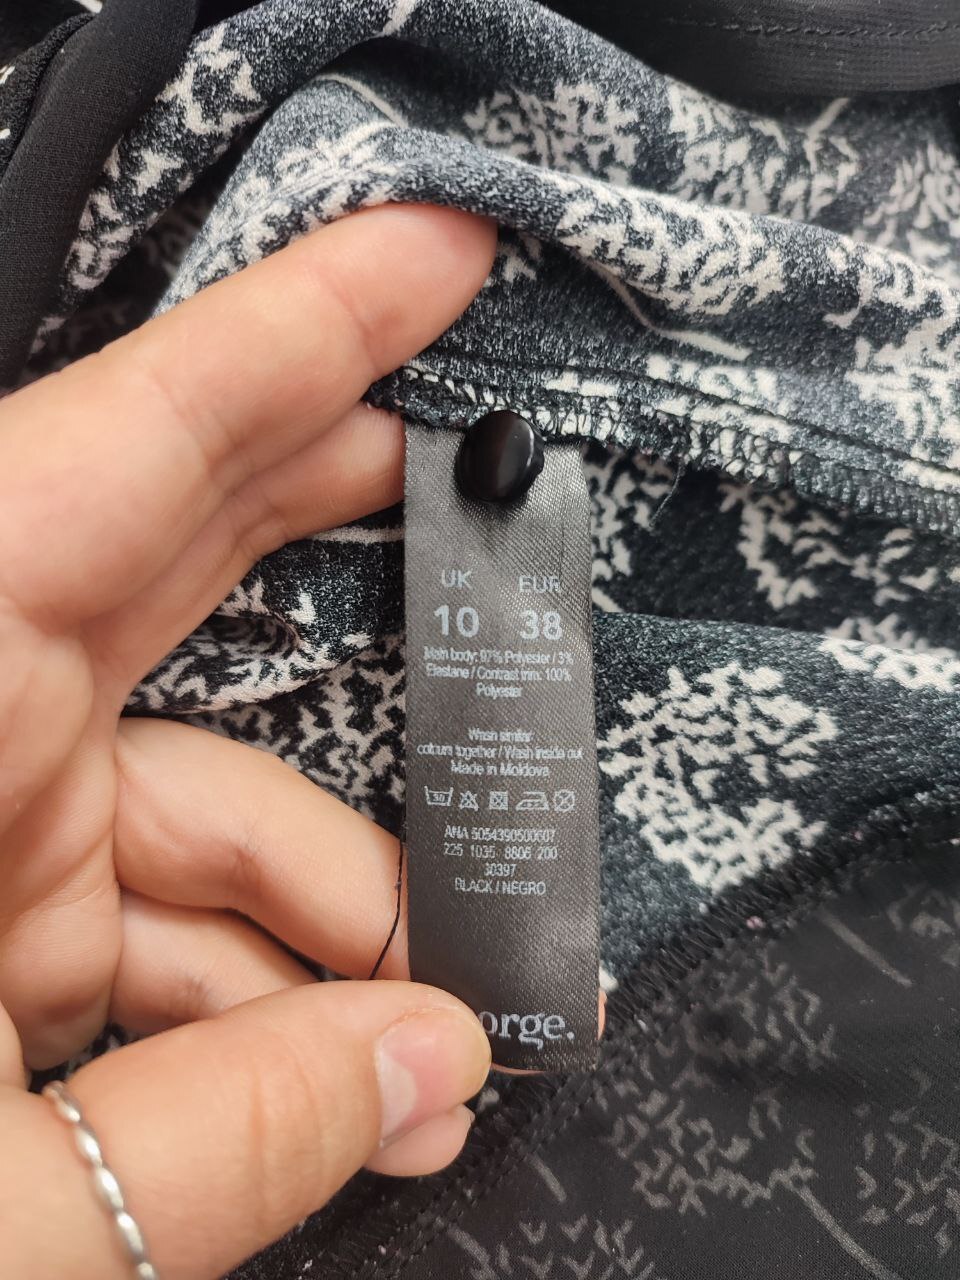 UK EUR
10 38
Main body: 97% Polyester / 3%
Elastane / Contrast trim: 100%
Polyester
Wash similar
colours together / Wash inside out
Made in Moldova
30
AHA 5054390500607
225 1035 8806 200
30397
BLACK / NEGRO
orge.